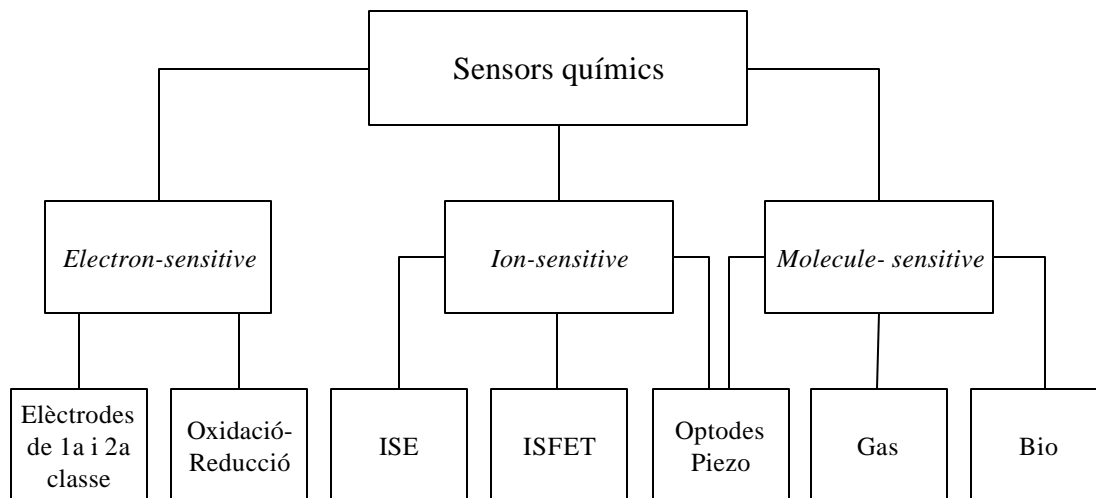 Sensors químics
Electron-sensitive
Ion-sensitive
Molecule- sensitive
Elèctrodes
de 1a i 2a
classe
Oxidació-
Reducció
ISE
ISFET
Optodes
Piezo
Gas
Bio